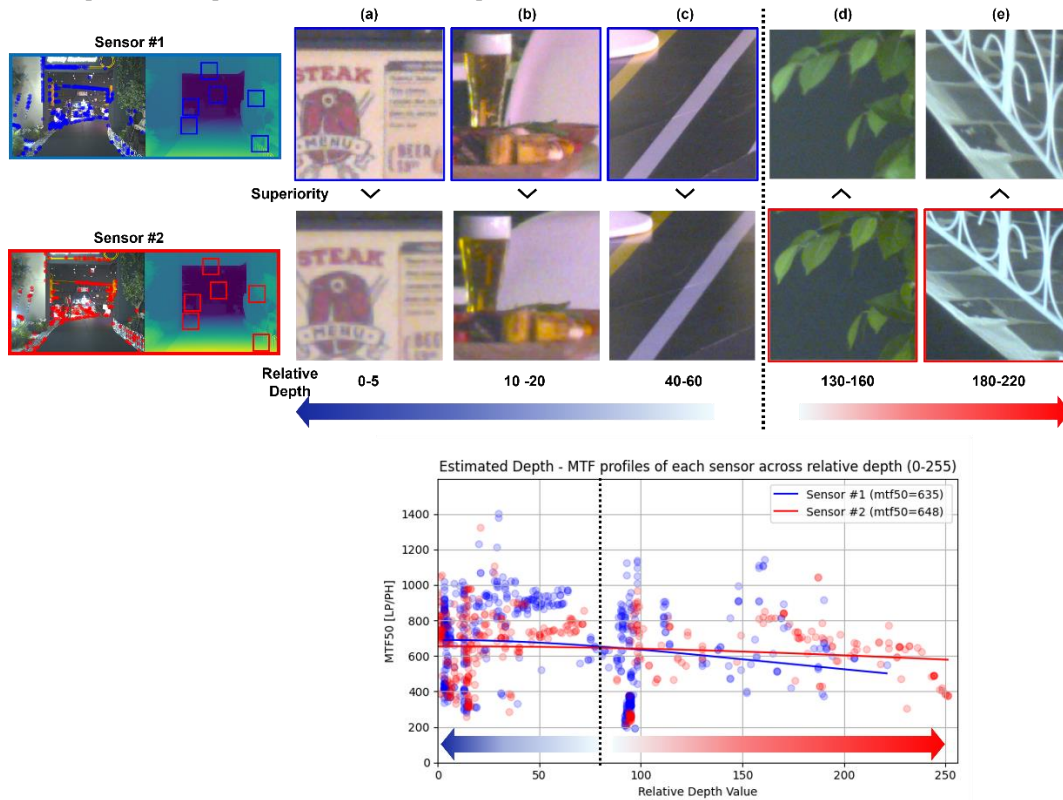 (a) (b) (c) (d) (e)
Sensor #1
STEAK
MENU
BEER
Superiority
Sensor #2
STEAK
MENU
Relative Depth 0-5 10 -20 40-60 130-160 180-220
Estimated Depth - MTF profiles of each sensor across relative depth (0-255)
Sensor #1 (mtf50=635)
Sensor #2 (mtf50=648)
MTF50 [LP/PH]
1400
1200
1000
800
600
400
200
0
0 50 100 150 200 250
Relative Depth Value